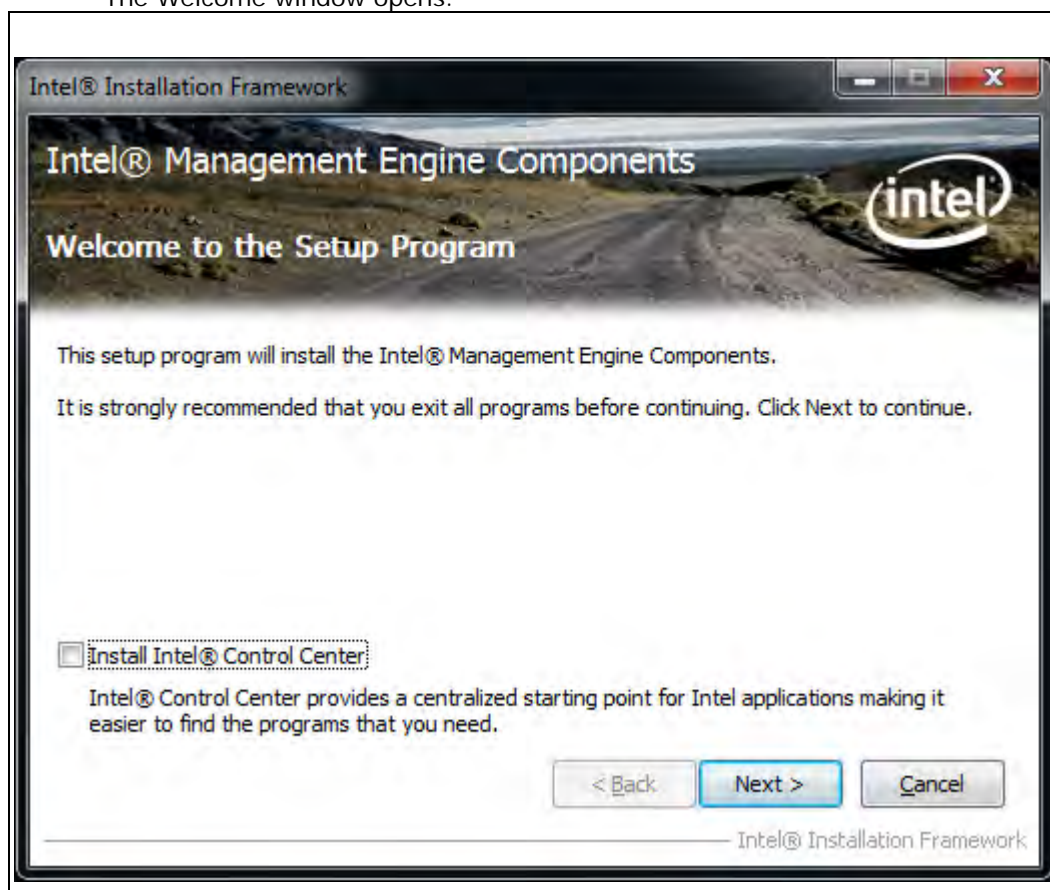 The Welcome window opens.
Intel® Installation Framework
Intel® Management Engine Components
intel
Welcome to the Setup Program
This setup program will install the Intel® Management Engine Components.
It is strongly recommended that you exit all programs before continuing. Click Next to continue.
Install Intel® Control Center
Intel® Control Center provides a centralized starting point for Intel applications making it
easier to find the programs that you need.
< Back Next > Cancel
Intel® Installation Framework